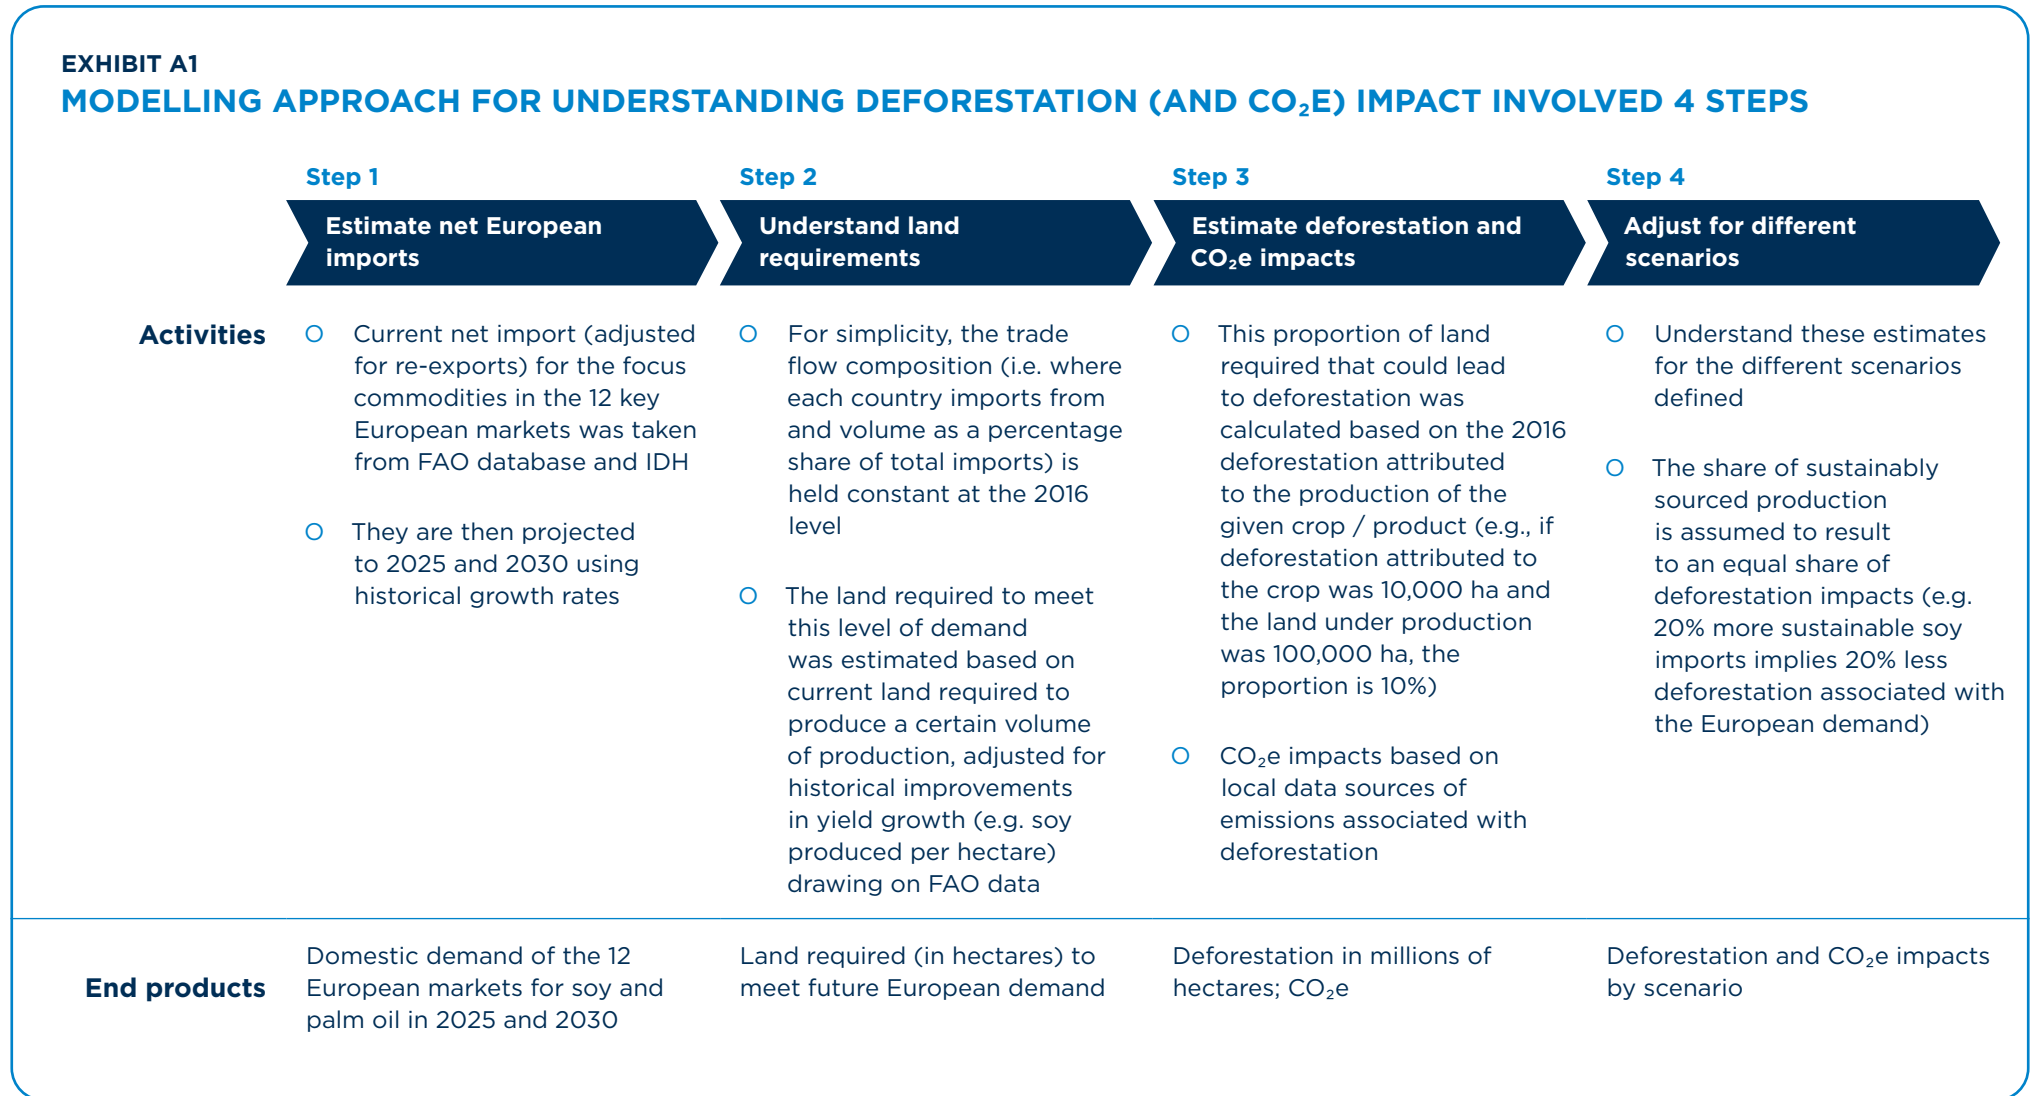 EXHIBIT A1
MODELLING APPROACH FOR UNDERSTANDING DEFORESTATION (AND CO₂E) IMPACT INVOLVED 4 STEPS
Step 1
Estimate net European
imports
Step 2
Understand land
requirements
Step 3
Estimate deforestation and
CO₂e impacts
Step 4
Adjust for different
scenarios
Activities
Current net import (adjusted
for re-exports) for the focus
commodities in the 12 key
European markets was taken
from FAO database and IDH
They are then projected
to 2025 and 2030 using
historical growth rates
For simplicity, the trade
flow composition (i.e. where
each country imports from
and volume as a percentage
share of total imports) is
held constant at the 2016
level
The land required to meet
this level of demand
was estimated based on
current land required to
produce a certain volume
of production, adjusted for
historical improvements
in yield growth (e.g. soy
produced per hectare)
drawing on FAO data
This proportion of land
required that could lead
to deforestation was
calculated based on the 2016
deforestation attributed
to the production of the
given crop / product (e.g., if
deforestation attributed to
the crop was 10,000 ha and
the land under production
was 100,000 ha, the
proportion is 10%)
CO₂e impacts based on
local data sources of
emissions associated with
deforestation
Understand these estimates
for the different scenarios
defined
The share of sustainably
sourced production
is assumed to result
to an equal share of
deforestation impacts (e.g.
20% more sustainable soy
imports implies 20% less
deforestation associated with
the European demand)
End products
Domestic demand of the 12
European markets for soy and
palm oil in 2025 and 2030
Land required (in hectares) to
meet future European demand
Deforestation in millions of
hectares; CO₂e
Deforestation and CO₂e impacts
by scenario